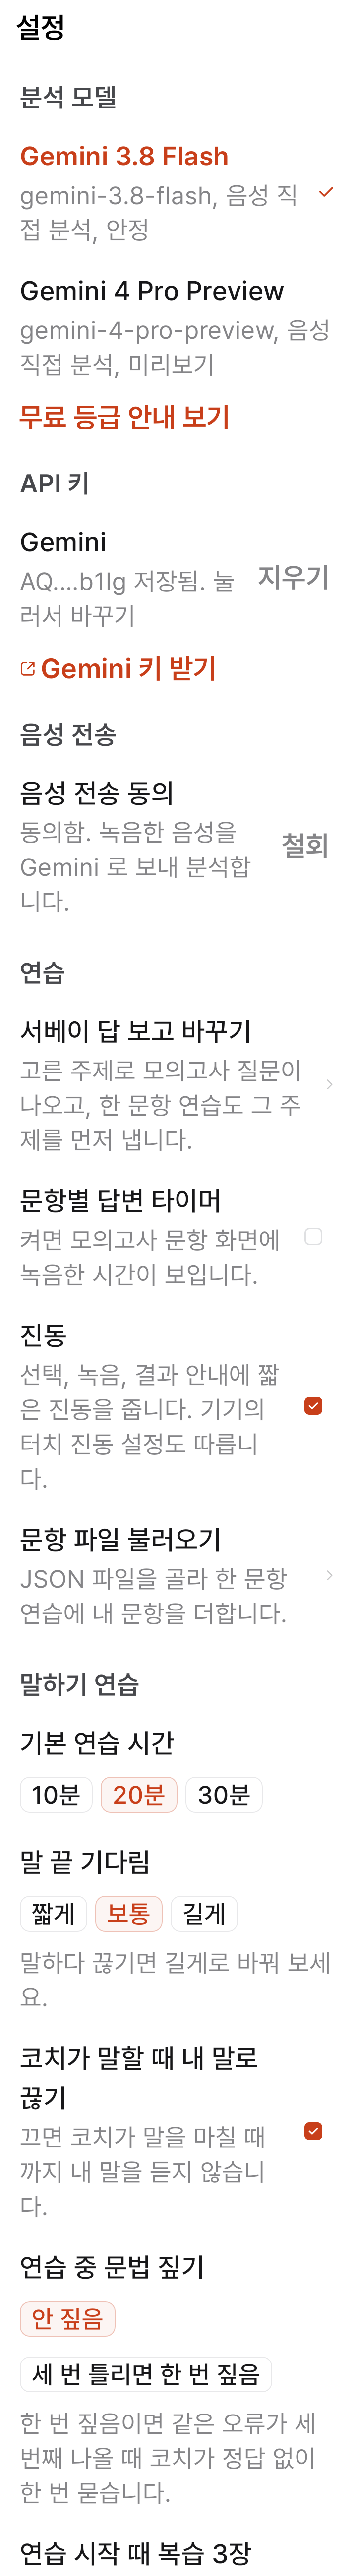 설정
분석 모델
Gemini 3.8 Flash
gemini-3.8-flash, 음성 직
접 분석, 안정
Gemini 4 Pro Preview
gemini-4-pro-preview, 음성
직접 분석, 미리보기
무료 등급 안내 보기
API 키
Gemini
AQ....b1lg 저장됨. 눌
러서 바꾸기
지우기
Gemini 키 받기
음성 전송
음성 전송 동의
동의함. 녹음한 음성을
Gemini 로 보내 분석합
니다.
철회
연습
서베이 답 보고 바꾸기
고른 주제로 모의고사 질문이
나오고, 한 문항 연습도 그 주
제를 먼저 냅니다.
문항별 답변 타이머
켜면 모의고사 문항 화면에
녹음한 시간이 보입니다.
진동
선택, 녹음, 결과 안내에 짧
은 진동을 줍니다. 기기의
터치 진동 설정도 따릅니
다.
문항 파일 불러오기
JSON 파일을 골라 한 문항
연습에 내 문항을 더합니다.
말하기 연습
기본 연습 시간
10분 20분 30분
말 끝 기다림
짧게 보통 길게
말하다 끊기면 길게로 바꿔 보세
요.
코치가 말할 때 내 말로
끊기
끄면 코치가 말을 마칠 때
까지 내 말을 듣지 않습니
다.
연습 중 문법 짚기
안 짚음
세 번 틀리면 한 번 짚음
한 번 짚음이면 같은 오류가 세
번째 나올 때 코치가 정답 없이
한 번 묻습니다.
연습 시작 때 복습 3장